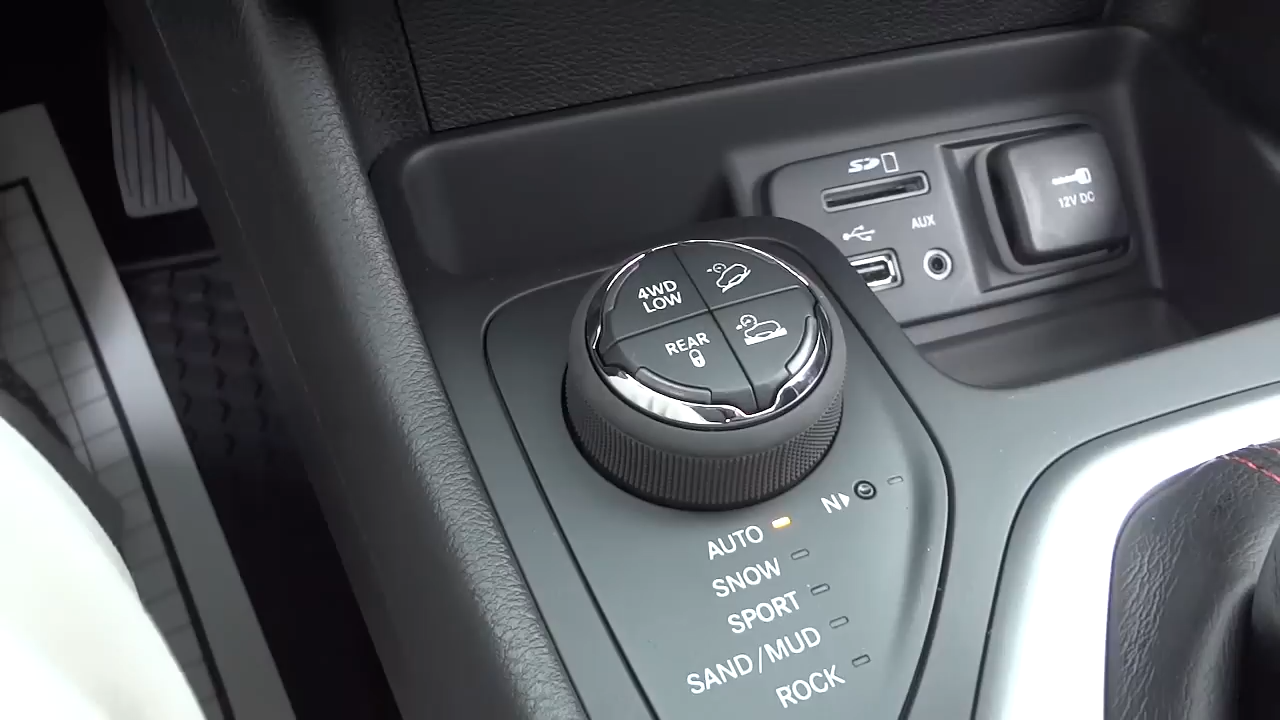 SD
AUX
12V DC
4WD
LOW
REAR
N
AUTO
SNOW
SPORT
SAND/MUD
ROCK